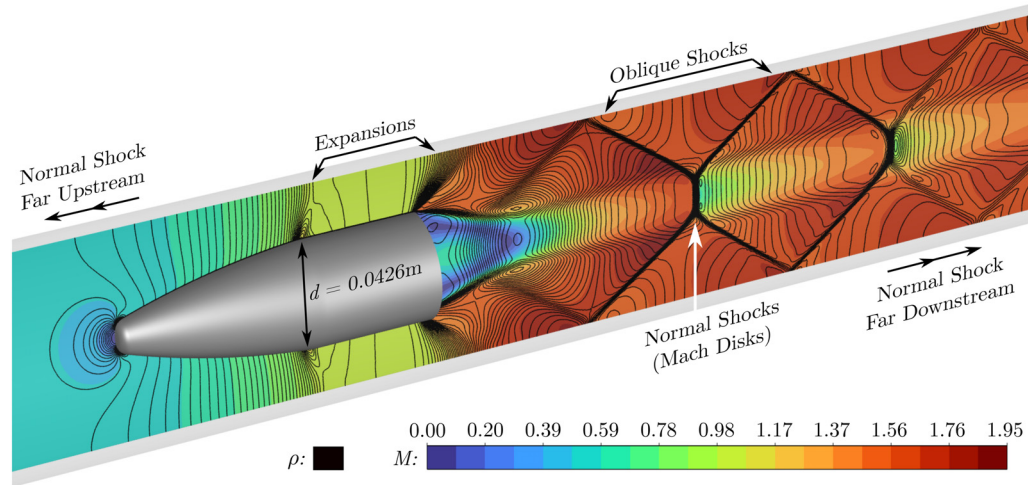 Oblique Shocks
Expansions
Normal Shock
Far Upstream
d = 0.0426m
Normal Shock
Far Downstream
Normal Shocks
(Mach Disks)
0.00 0.20 0.39 0.59 0.78 0.98 1.17 1.37 1.56 1.76 1.95
ρ: M: